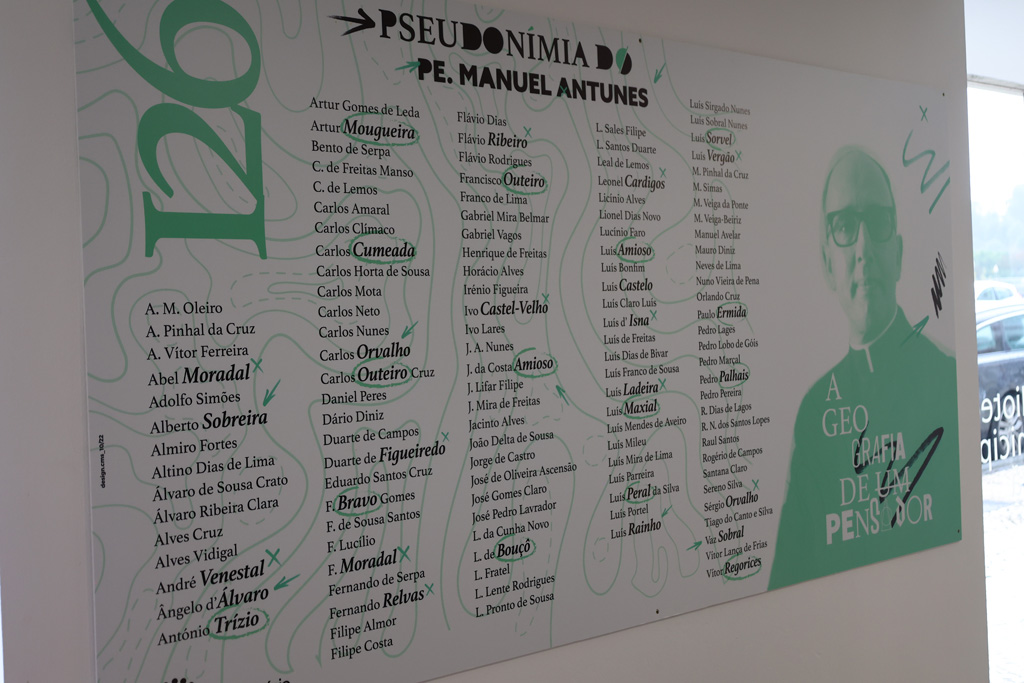 126
PSEUDONÍMIA DO
PE. MANUEL ANTUNES
A. M. Oleiro
A. Pinhal da Cruz
A. Vítor Ferreira
Abel Moradal
Adolfo Simões
Alberto Sobreira
Almiro Fortes
Altino Dias de Lima
Álvaro de Sousa Crato
Álvaro Ribeira Clara
Alves Cruz
Alves Vidigal
André Venestal
Ângelo d'Álvaro
António Trízio
Artur Gomes de Leda
Artur Mougueira
Bento de Serpa
C. de Freitas Manso
C. de Lemos
Carlos Amaral
Carlos Clímaco
Carlos Cumeada
Carlos Horta de Sousa
Carlos Mota
Carlos Neto
Carlos Nunes
Carlos Orvalho
Carlos Outeiro Cruz
Daniel Peres
Dário Diniz
Duarte de Campos
Duarte de Figueiredo
Eduardo Santos Cruz
F. Bravo Gomes
F. de Sousa Santos
F. Lucílio
F. Moradal
Fernando de Serpa
Fernando Relvas
Filipe Almor
Filipe Costa
Flávio Dias
Flávio Ribeiro
Flávio Rodrigues
Francisco Outeiro
Franco de Lima
Gabriel Mira Belmar
Gabriel Vagos
Henrique de Freitas
Horácio Alves
Irénio Figueira
Ivo Castel-Velho
Ivo Lares
J. A. Nunes
J. da Costa Amioso
J. Lifar Filipe
J. Mira de Freitas
Jacinto Alves
João Delta de Sousa
Jorge de Castro
José de Oliveira Ascensão
José Gomes Claro
José Pedro Lavrador
L. da Cunha Novo
L. de Bouçô
L. Fratel
L. Lente Rodrigues
L. Pronto de Sousa
L. Sales Filipe
L. Santos Duarte
Leal de Lemos
Leonel Cardigos
Licínio Alves
Lionel Dias Novo
Lucínio Faro
Luís Amioso
Luís Bonhm
Luís Castelo
Luís Claro Luís
Luís d' Isna
Luís de Freitas
Luís Dias de Bivar
Luís Franco de Sousa
Luís Ladeira
Luís Maxial
Luís Mendes de Aveiro
Luís Mileu
Luís Mira de Lima
Luís Parreira
Luís Peral da Silva
Luís Portel
Luís Rainho
Luís Sirgado Nunes
Luís Sobral Nunes
Luís Sorvel
Luís Vergão
M. Pinhal da Cruz
M. Simas
M. Veiga da Ponte
M. Veiga-Beiriz
Manuel Avelar
Mauro Diniz
Neves de Lima
Nuno Vieira de Pena
Orlando Cruz
Paulo Ermida
Pedro Lages
Pedro Lobo de Góis
Pedro Marçal
Pedro Palhais
Pedro Pereira
R. Dias de Lagos
R. N. dos Santos Lopes
Raul Santos
Rogério de Campos
Santana Claro
Sereno Silva
Sérgio Orvalho
Tiago do Canto e Silva
Vaz Sobral
Vítor Lança de Frias
Vítor Regorices
A
GEO
GRAFIA
DE UM
PENSADOR
design.cms_10/22